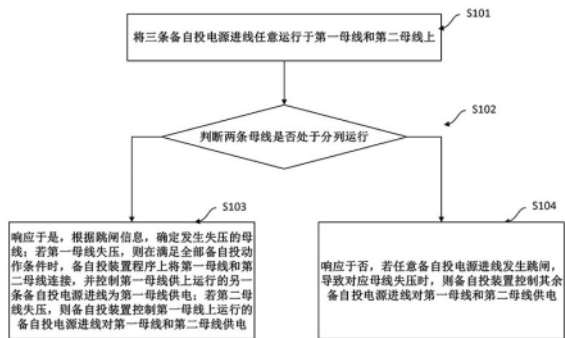 S101
将三条备自投电源进线任意运行于第一母线和第二母线上
S102
判断两条母线是否处于分列运行
S103
响应于是，根据跳闸信息，确定发生失压的母
线；若第一母线失压，则在满足全部备自投动
作条件时，备自投装置程序上将第一母线和第
二母线连接，并控制第一母线供上运行的另一
条备自投电源进线为第一母线供电；若第二母
线失压，则备自投装置控制第一母线上运行的
备自投电源进线对第一母线和第二母线供电
S104
响应于否，若任意备自投电源进线发生跳闸，
导致对应母线失压时，则备自投装置控制其余
备自投电源进线对第一母线和第二母线供电